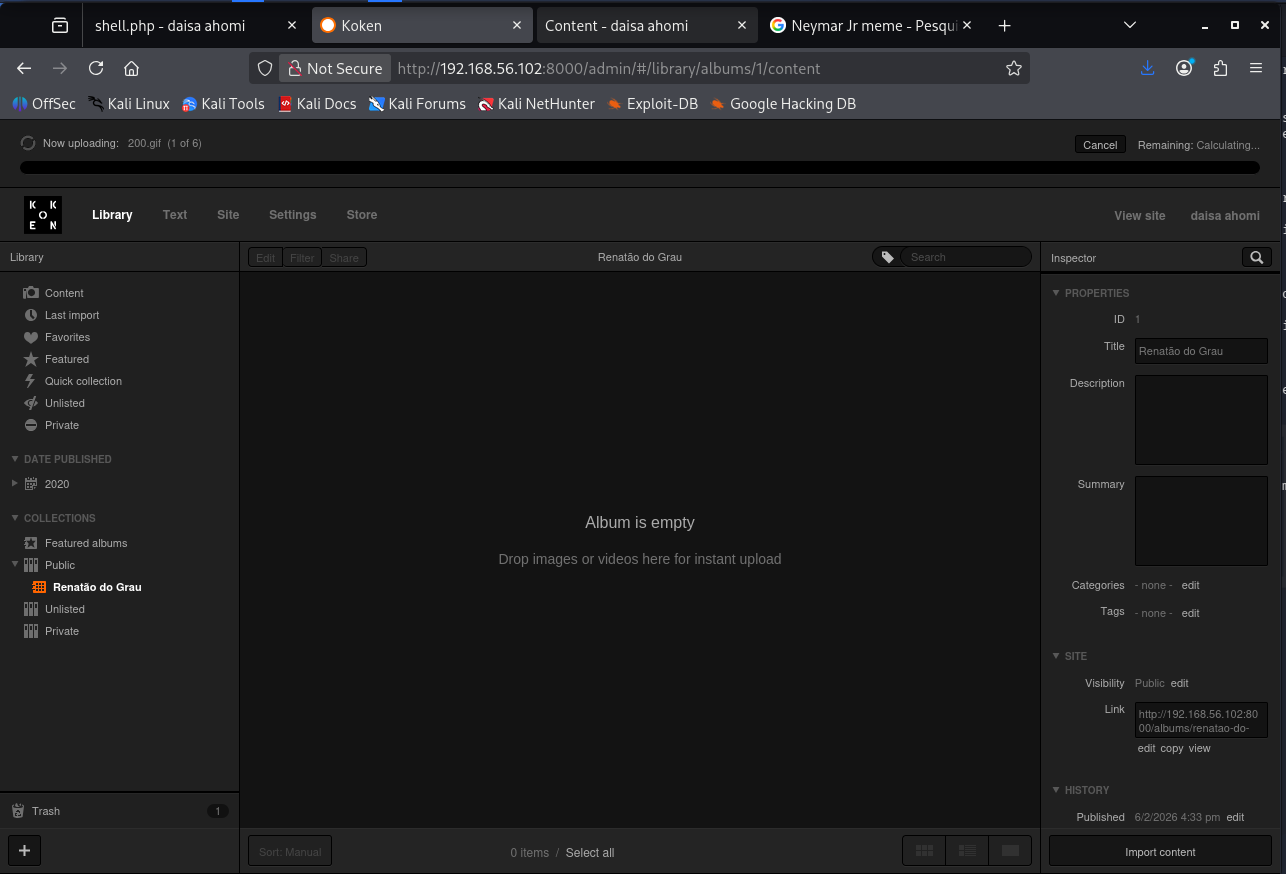 shell.php - daisa ahomi
Koken
Content - daisa ahomi
Neymar Jr meme - Pesqui
Not Secure
http://192.168.56.102:8000/admin/#/library/albums/1/content
OffSec
Kali Linux
Kali Tools
Kali Docs
Kali Forums
Kali NetHunter
Exploit-DB
Google Hacking DB
Now uploading: 200.gif (1 of 6)
Cancel
Remaining: Calculating...
KOKEN
Library
Text
Site
Settings
Store
View site
daisa ahomi
Library
Edit
Filter
Share
Renatão do Grau
Search
Inspector
Content
Last import
Favorites
Featured
Quick collection
Unlisted
Private
DATE PUBLISHED
2020
COLLECTIONS
Featured albums
Public
Renatão do Grau
Unlisted
Private
Trash
1
Album is empty
Drop images or videos here for instant upload
Sort: Manual
0 items / Select all
PROPERTIES
ID 1
Title Renatão do Grau
Description
Summary
Categories - none - edit
Tags - none - edit
SITE
Visibility Public edit
Link http://192.168.56.102:80
00/albums/renatao-do-
edit copy view
HISTORY
Published 6/2/2026 4:33 pm edit
Import content